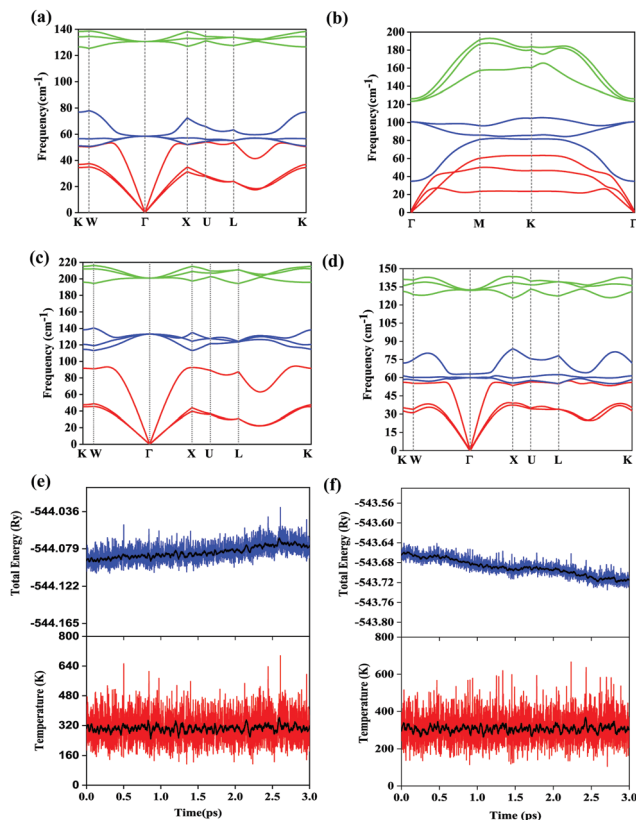 (a)
Frequency(cm⁻¹)
140
120
100
80
60
40
20
0
K W Γ X U L K
(b)
Frequency (cm⁻¹)
200
180
160
140
120
100
80
60
40
20
0
Γ M K Γ
(c)
Frequency (cm⁻¹)
220
200
180
160
140
120
100
80
60
40
20
0
K W Γ X U L K
(d)
Frequency (cm⁻¹)
150
135
120
105
90
75
60
45
30
15
0
K W Γ X U L K
(e)
Total Energy (Ry)
-544.036
-544.079
-544.122
-544.165
Temperature (K)
800
640
480
320
160
0
0.0 0.5 1.0 1.5 2.0 2.5 3.0
Time(ps)
(f)
Total Energy (Ry)
-543.56
-543.60
-543.64
-543.68
-543.72
-543.76
-543.80
Temperature (K)
800
600
400
200
0
0.0 0.5 1.0 1.5 2.0 2.5 3.0
Time (ps)